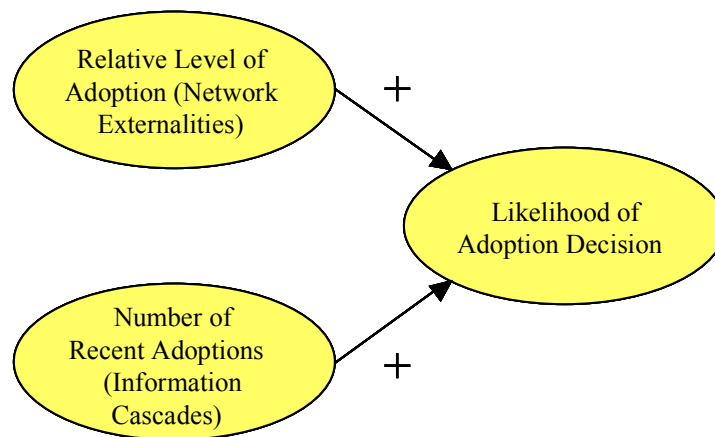 Relative Level of
Adoption (Network
Externalities)
+
Likelihood of
Adoption Decision
Number of
Recent Adoptions
(Information
Cascades)
+